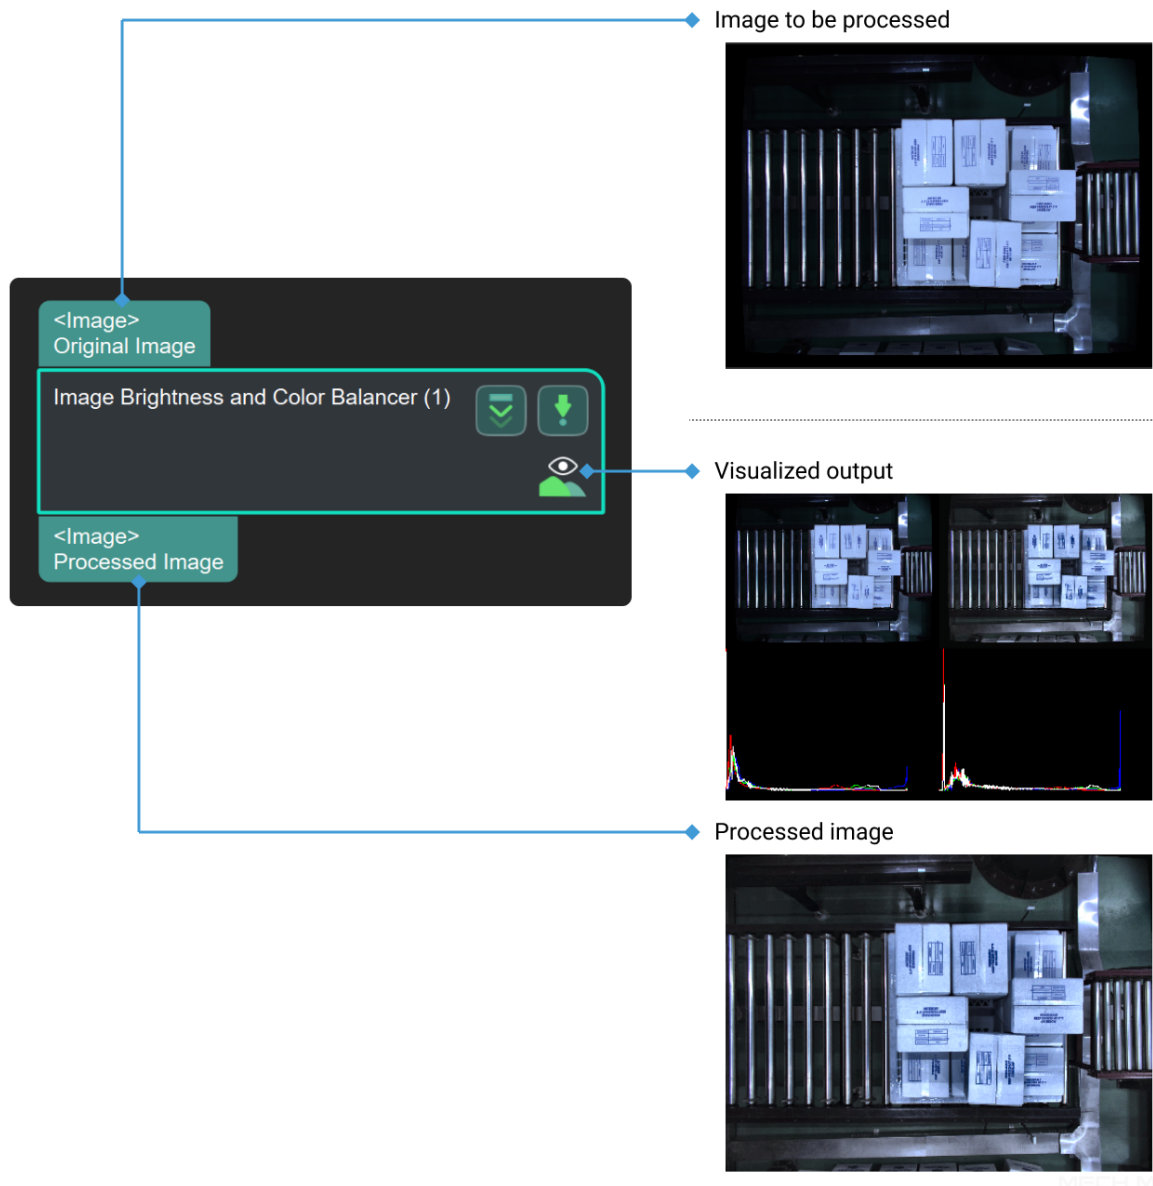 Image to be processed
<Image>
Original Image
Image Brightness and Color Balancer (1)
Visualized output
<Image>
Processed Image
Processed image